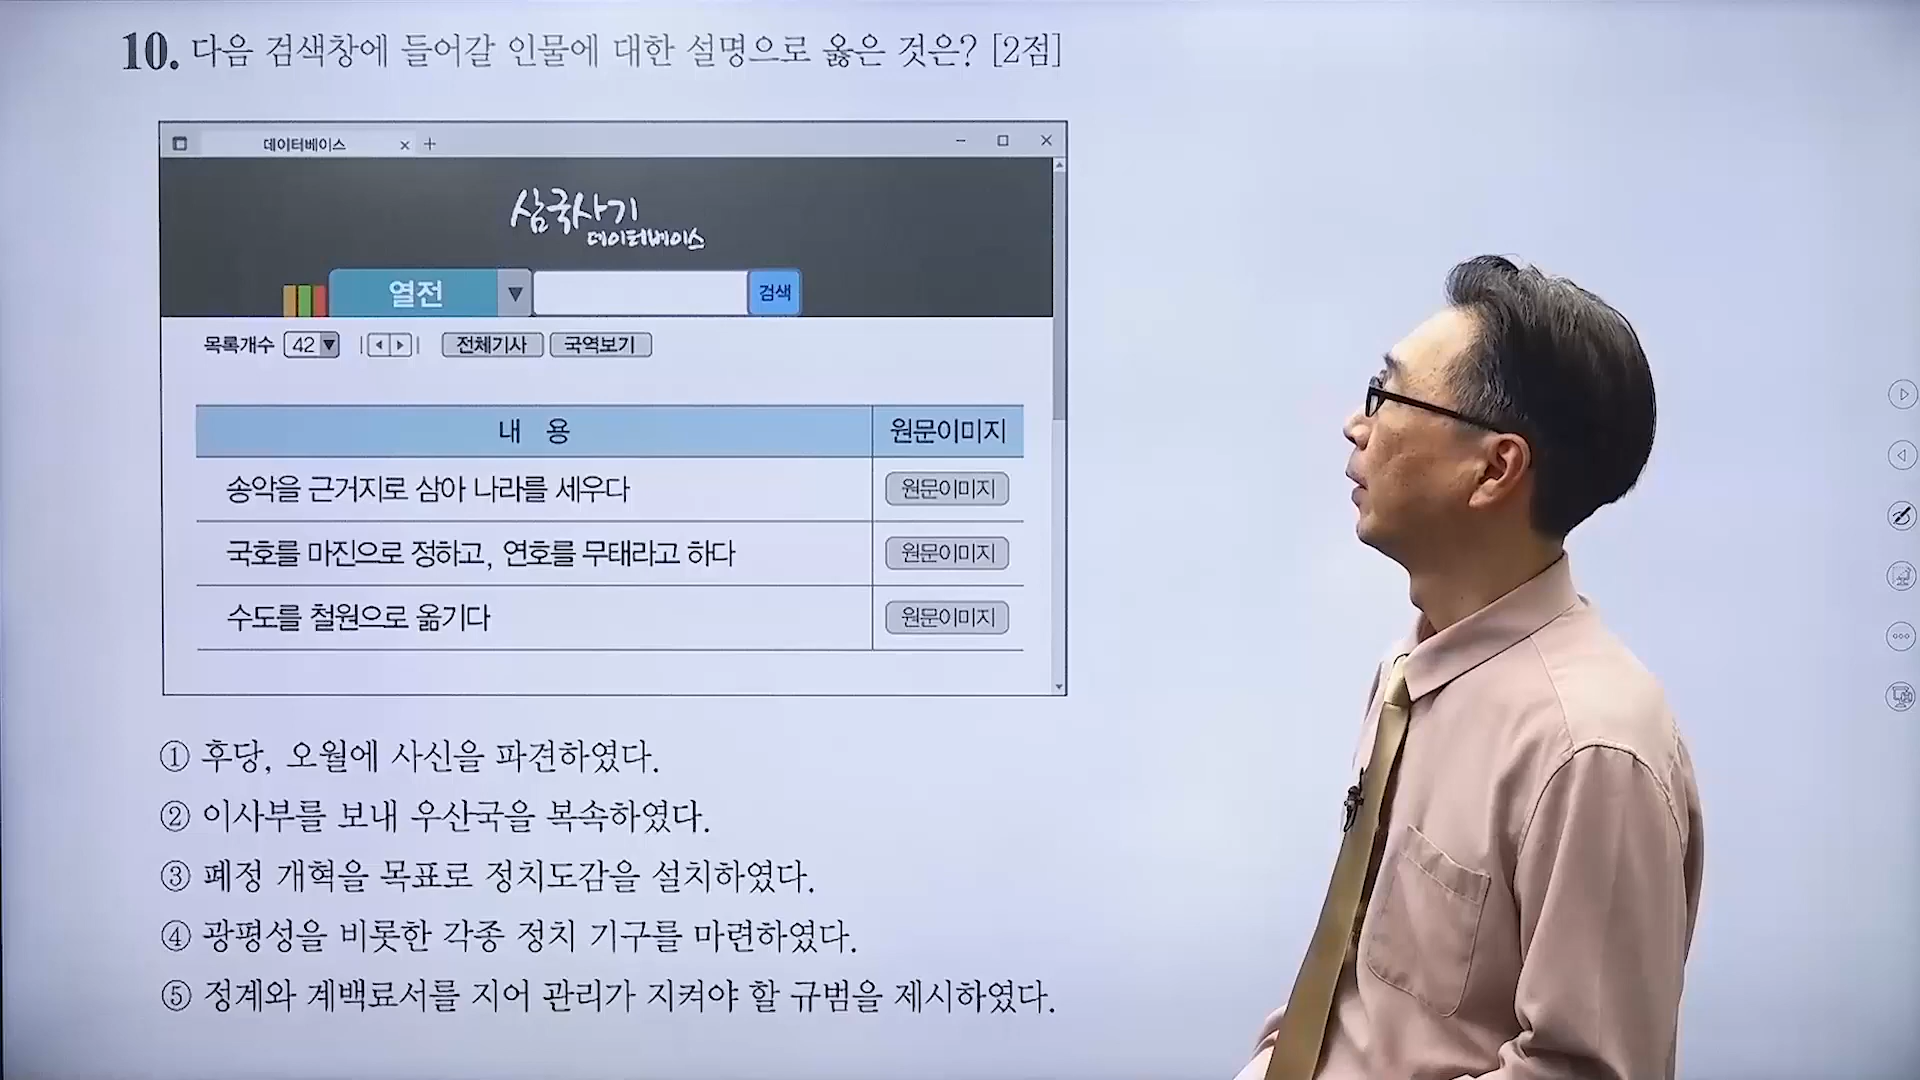 10. 다음 검색창에 들어갈 인물에 대한 설명으로 옳은 것은? [2점]
데이터베이스
삼국사기
데이터베이스
열전 검색
목록개수 42 전체기사 국역보기
내 용 원문이미지
송악을 근거지로 삼아 나라를 세우다 원문이미지
국호를 마진으로 정하고, 연호를 무태라고 하다 원문이미지
수도를 철원으로 옮기다 원문이미지
① 후당, 오월에 사신을 파견하였다.
② 이사부를 보내 우산국을 복속하였다.
③ 폐정 개혁을 목표로 정치도감을 설치하였다.
④ 광평성을 비롯한 각종 정치 기구를 마련하였다.
⑤ 정계와 계백료서를 지어 관리가 지켜야 할 규범을 제시하였다.